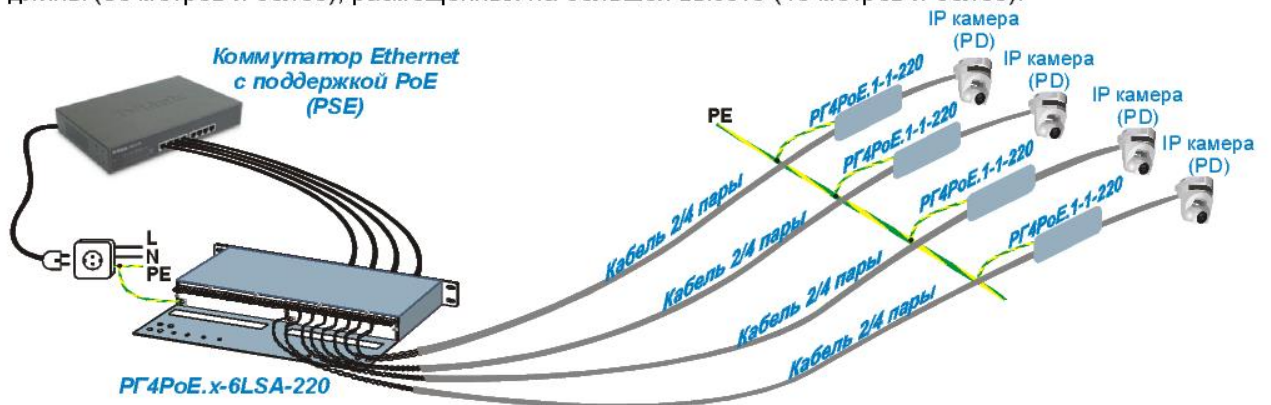 IP камера
(PD)
Коммутатор Ethernet
с поддержкой PoE
(PSE)
IP камера
(PD)
PE
РГ4PoE.1-1-220
IP камера
(PD)
РГ4PoE.1-1-220
IP камера
(PD)
РГ4PoE.1-1-220
РГ4PoE.1-1-220
Кабель 2/4 пары
Кабель 2/4 пары
Кабель 2/4 пары
Кабель 2/4 пары
L
N
PE
РГ4PoE.x-6LSA-220